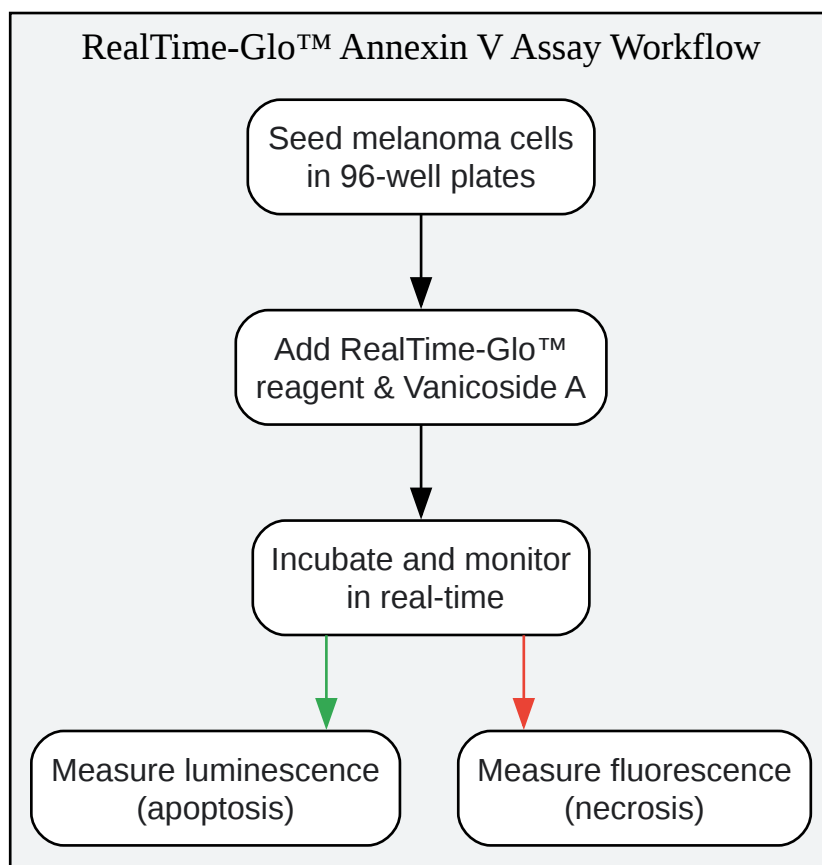 RealTime-Glo™ Annexin V Assay Workflow
Seed melanoma cells
in 96-well plates
Add RealTime-Glo™
reagent & Vanicoside A
Incubate and monitor
in real-time
Measure luminescence
(apoptosis)
Measure fluorescence
(necrosis)